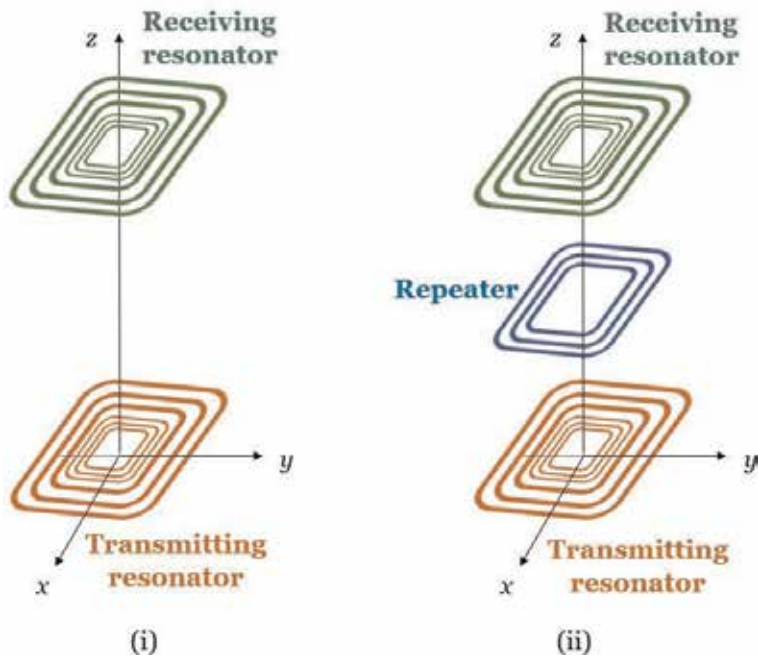 z
Receiving
resonator
y
Transmitting
resonator
x
(i)
z
Receiving
resonator
Repeater
y
Transmitting
resonator
x
(ii)